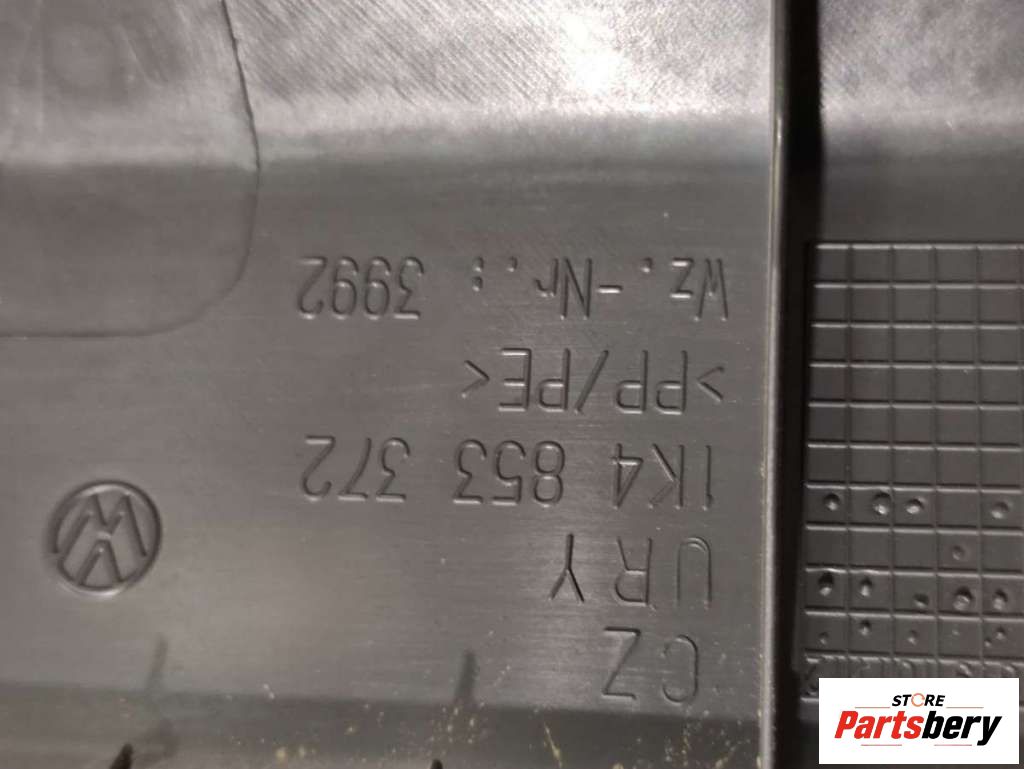 CZ
URY
1K4 853 372
>PP/PE<
Wz.-Nr.: 3992
STORE
Partsbery